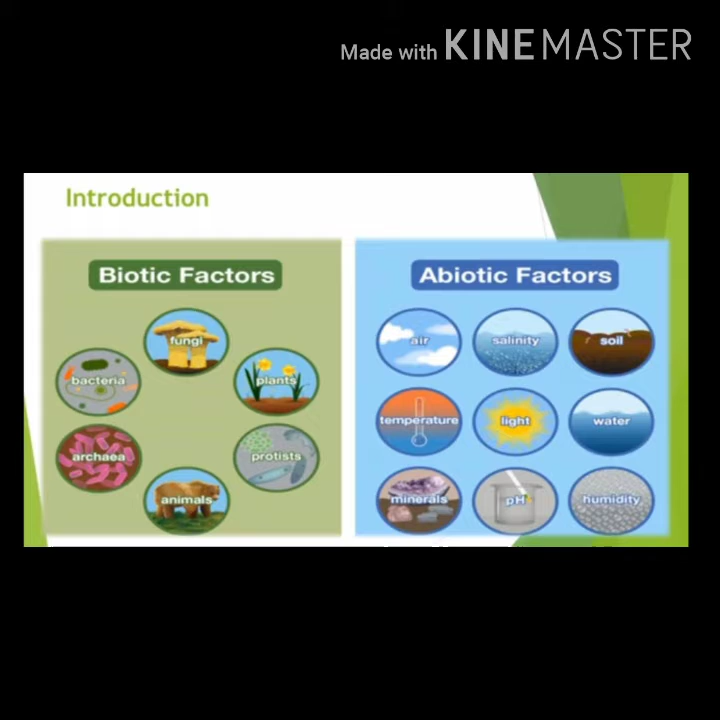 Made with KINEMASTER
Introduction
Biotic Factors
fungi
bacteria
plants
archaea
protists
animals
Abiotic Factors
air
salinity
soil
temperature
light
water
minerals
pH
humidity